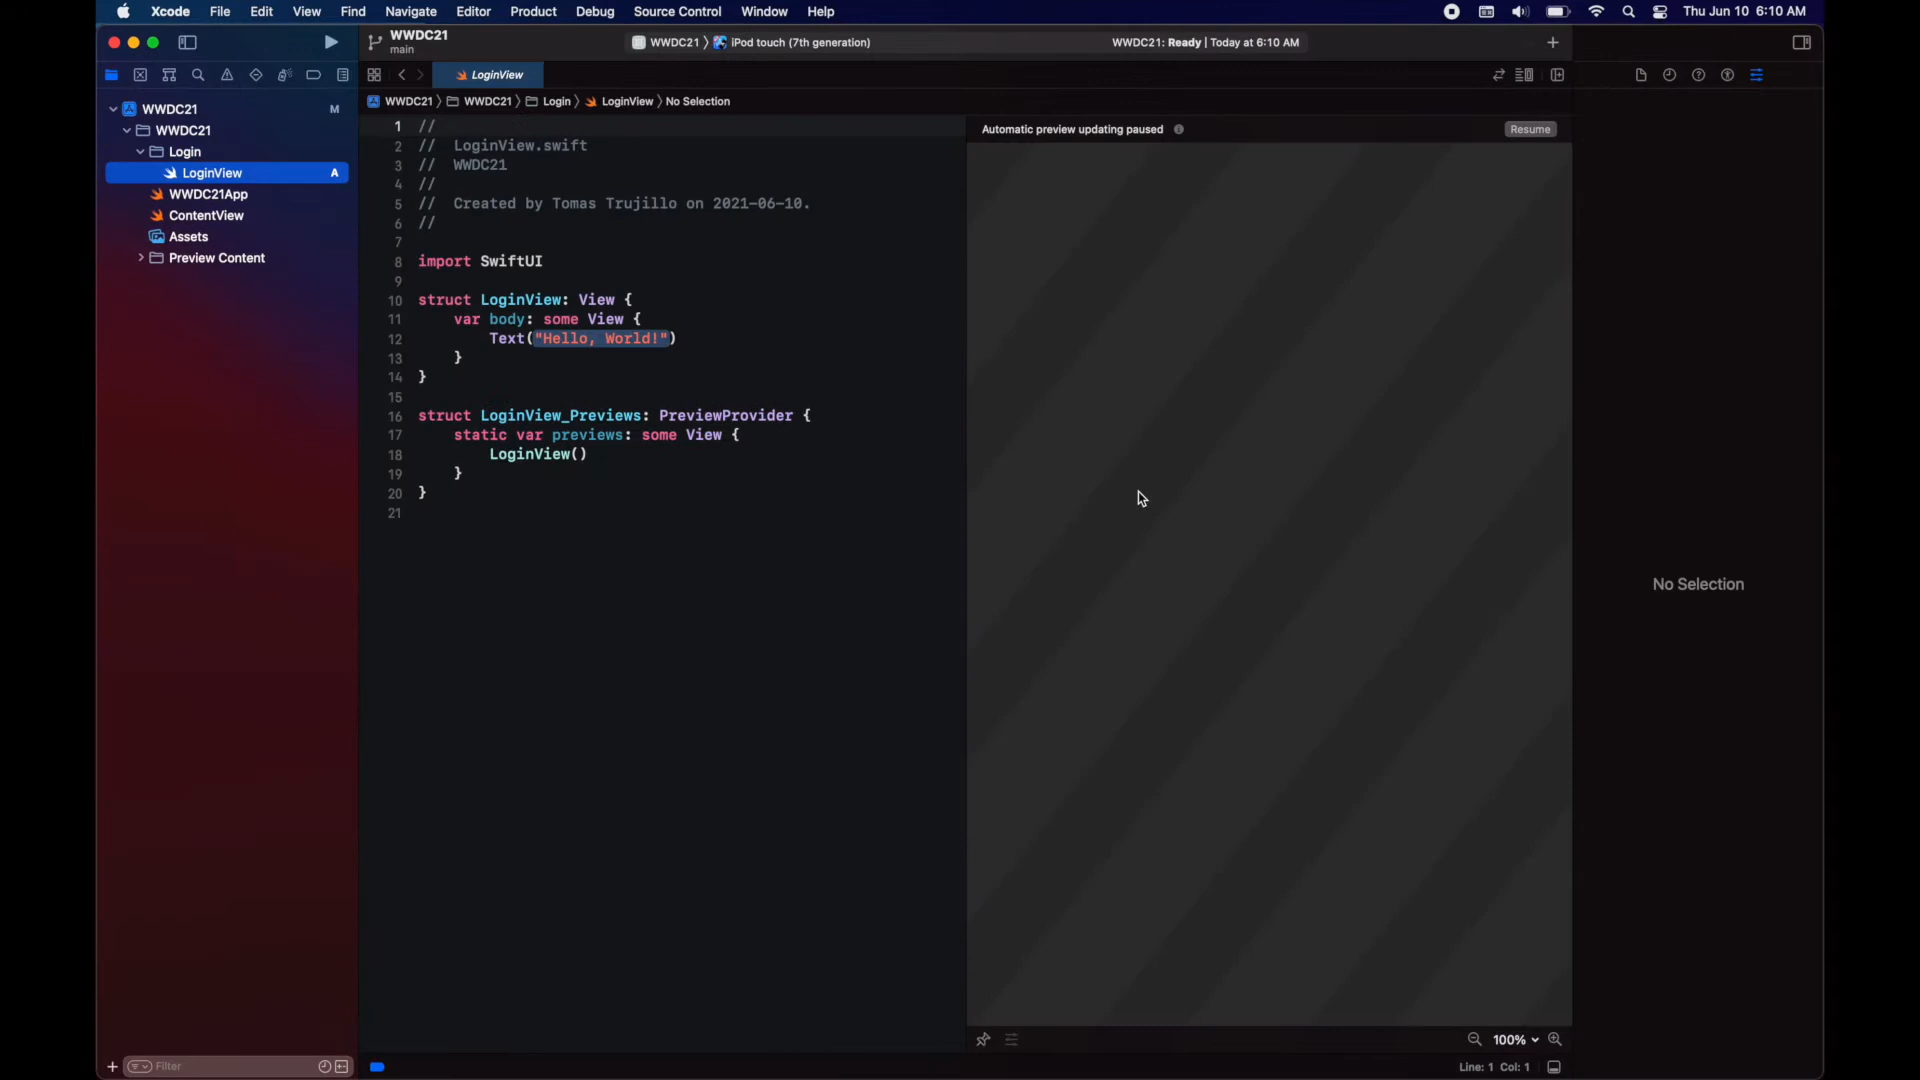 Xcode File Edit View Find Navigate Editor Product Debug Source Control Window Help Thu Jun 10 6:10 AM
WWDC21
main
WWDC21 〉 iPod touch (7th generation)
WWDC21: Ready | Today at 6:10 AM
LoginView
WWDC21 〉 WWDC21 〉 Login 〉 LoginView 〉 No Selection
WWDC21 M
WWDC21
Login
LoginView A
WWDC21App
ContentView
Assets
Preview Content
1 //
2 // LoginView.swift
3 // WWDC21
4 //
5 // Created by Tomas Trujillo on 2021-06-10.
6 //
7
8 import SwiftUI
9
10 struct LoginView: View {
11 var body: some View {
12 Text("Hello, World!")
13 }
14 }
15
16 struct LoginView_Previews: PreviewProvider {
17 static var previews: some View {
18 LoginView()
19 }
20 }
21
Automatic preview updating paused
Resume
No Selection
100%
Filter
Line: 1 Col: 1